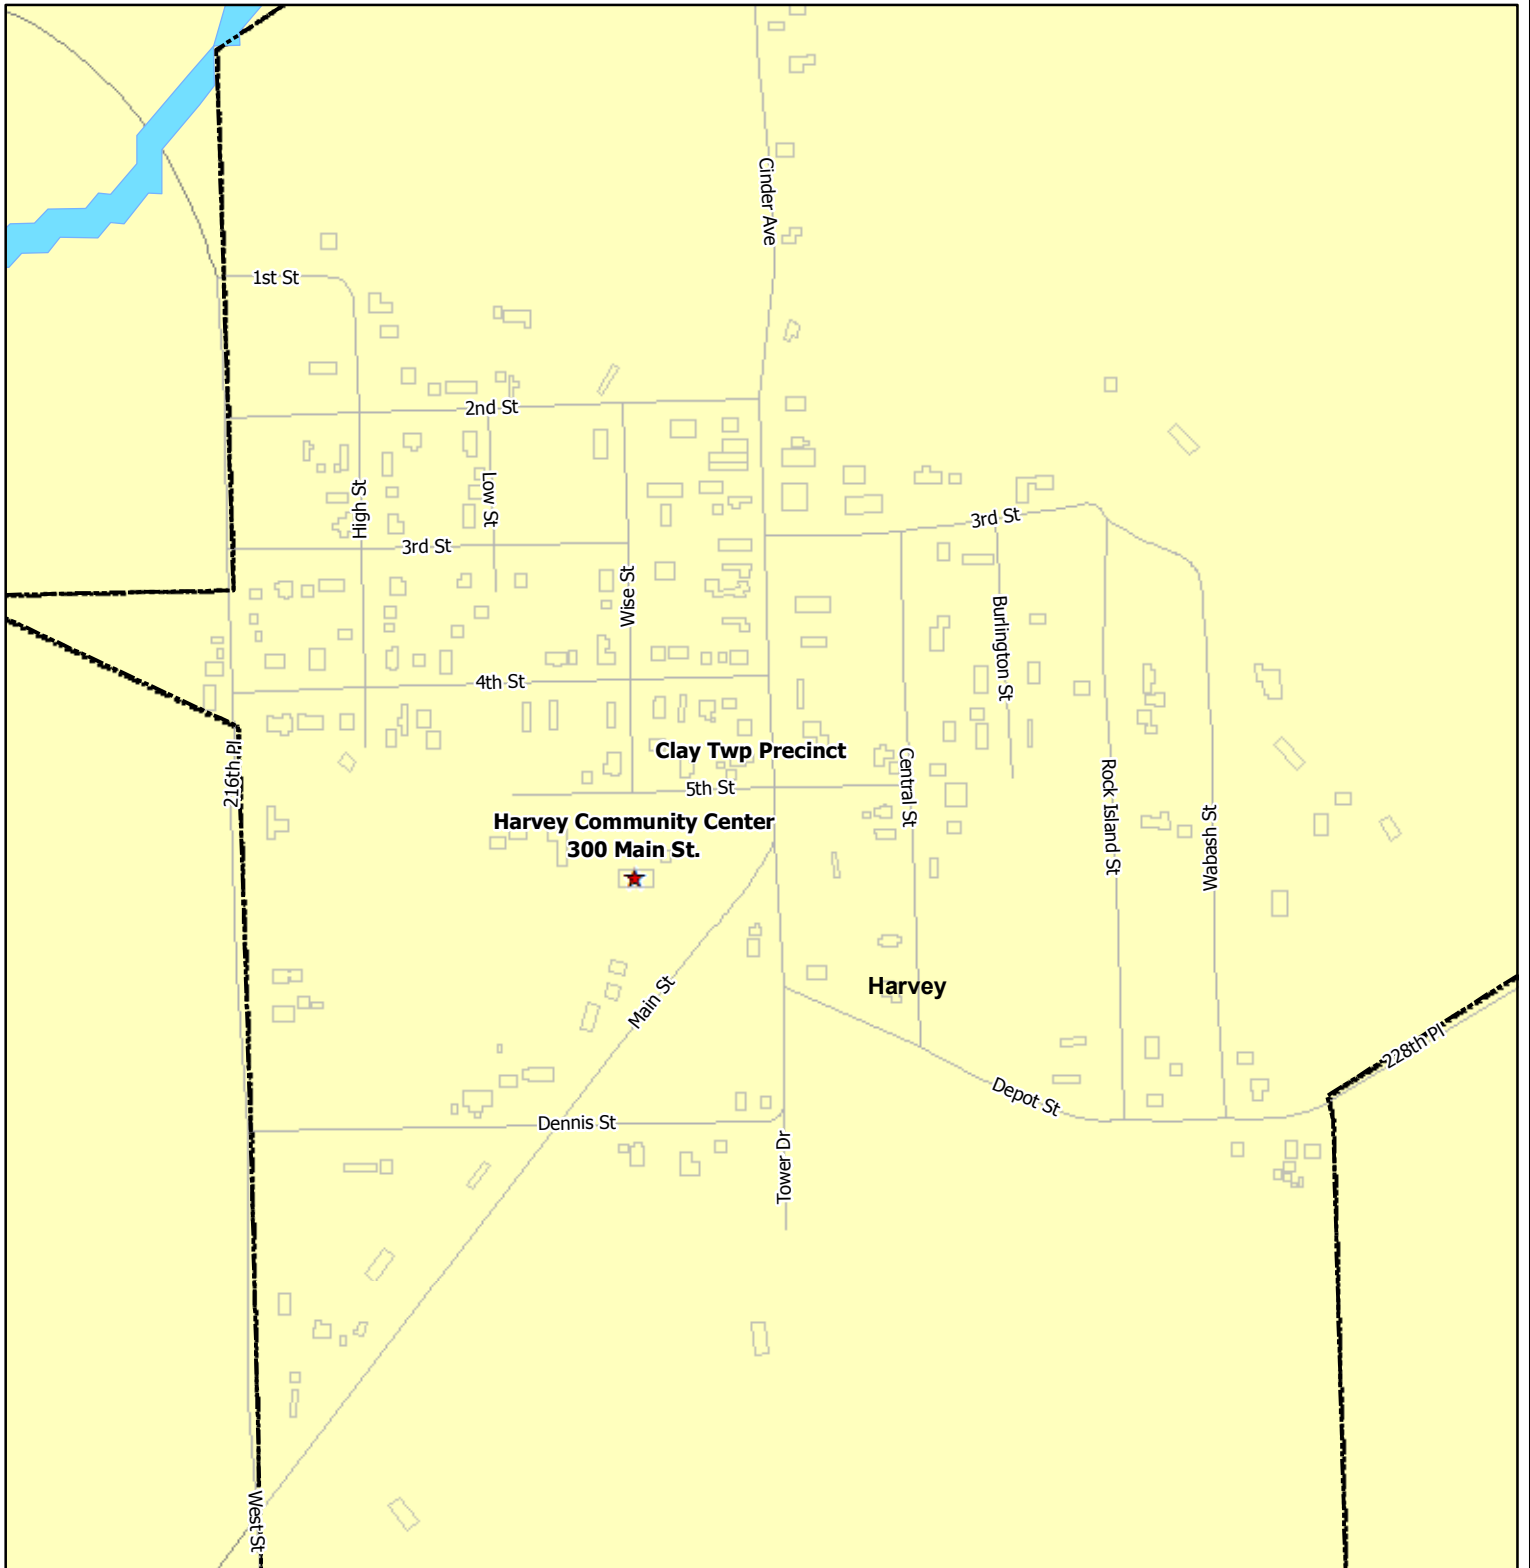 Cinder Ave
1st St
2nd St
High St
Low St
3rd St
3rd St
Wise St
Burlington St
4th St
Clay Twp Precinct
216th Pl
5th St
Central St
Rock Island St
Wabash St
Harvey Community Center
300 Main St.
Main St
Harvey
228th Pl
Depot St
Dennis St
Tower Dr
West St